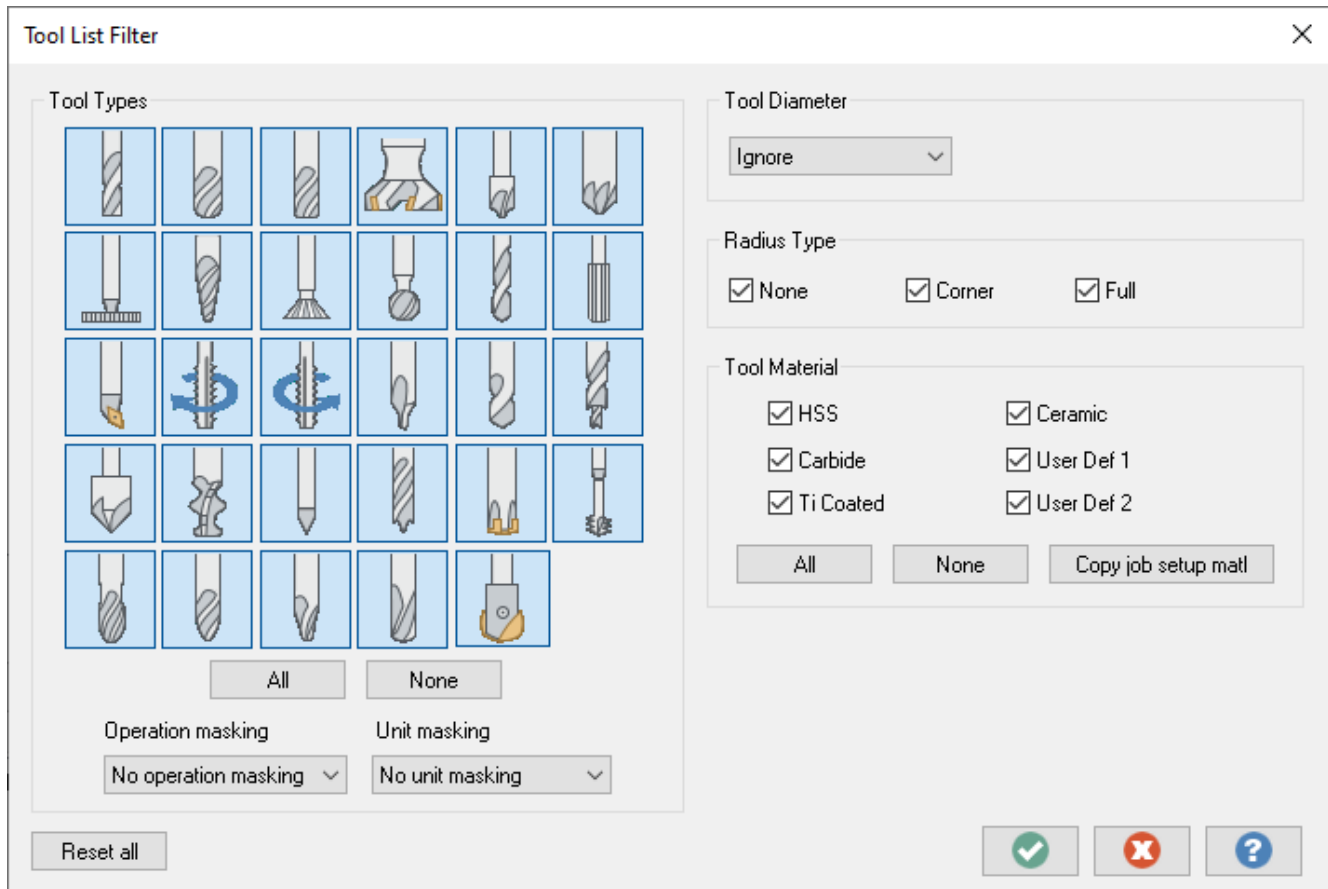 Tool List Filter
Tool Types
All
None
Operation masking
Unit masking
No operation masking
No unit masking
Reset all
Tool Diameter
Ignore
Radius Type
None
Corner
Full
Tool Material
HSS
Ceramic
Carbide
User Def 1
Ti Coated
User Def 2
All
None
Copy job setup matl